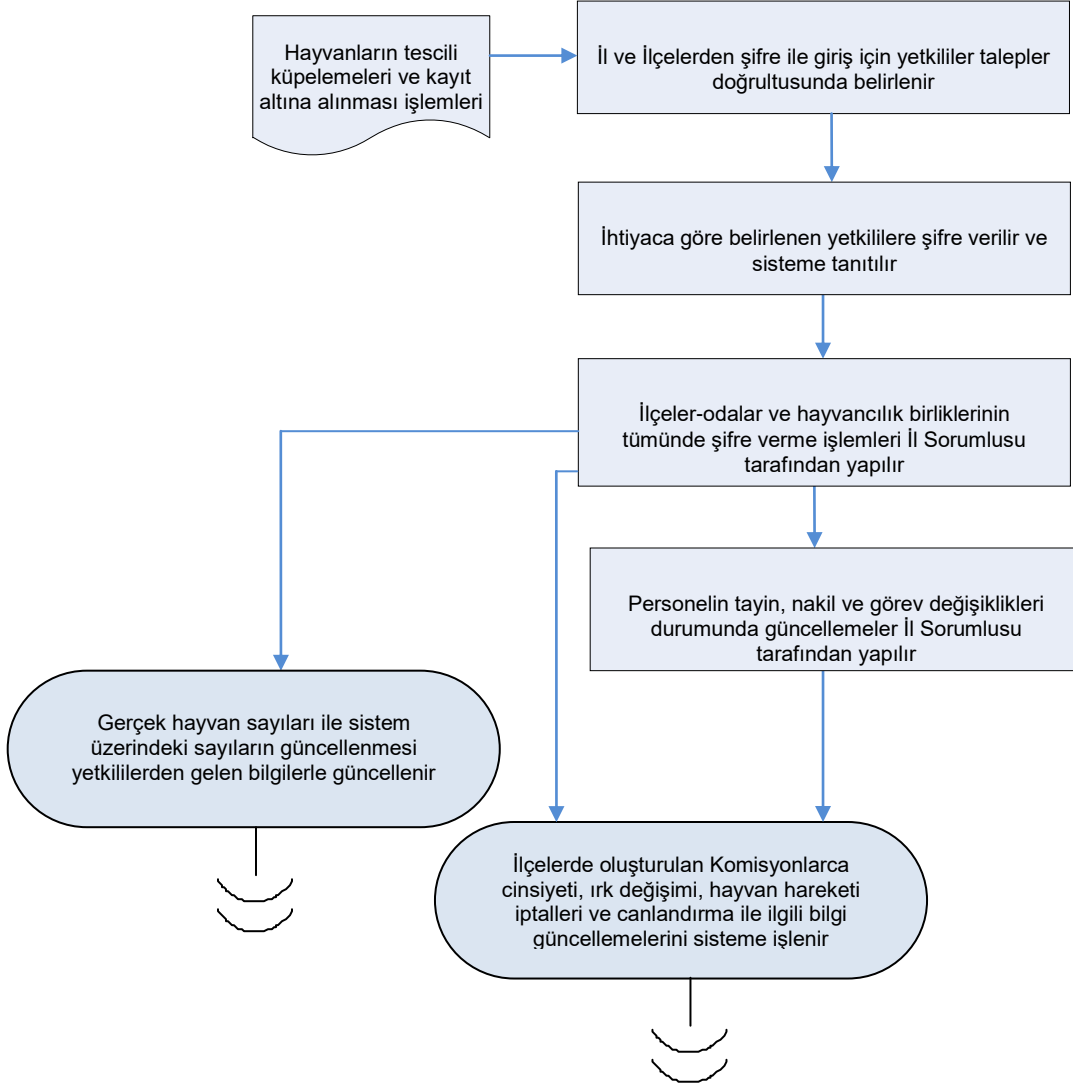 Hayvanların tescili
küpelemeleri ve kayıt
altına alınması işlemleri
İl ve İlçelerden şifre ile giriş için yetkililer talepler
doğrultusunda belirlenir
İhtiyaca göre belirlenen yetkililere şifre verilir ve
sisteme tanıtılır
İlçeler-odalar ve hayvancılık birliklerinin
tümünde şifre verme işlemleri İl Sorumlusu
tarafından yapılır
Personelin tayin, nakil ve görev değişiklikleri
durumunda güncellemeler İl Sorumlusu
tarafından yapılır
Gerçek hayvan sayıları ile sistem
üzerindeki sayıların güncellenmesi
yetkililerden gelen bilgilerle güncellenir
İlçelerde oluşturulan Komisyonlarca
cinsiyeti, ırk değişimi, hayvan hareketi
iptalleri ve canlandırma ile ilgili bilgi
güncellemelerini sisteme işlenir